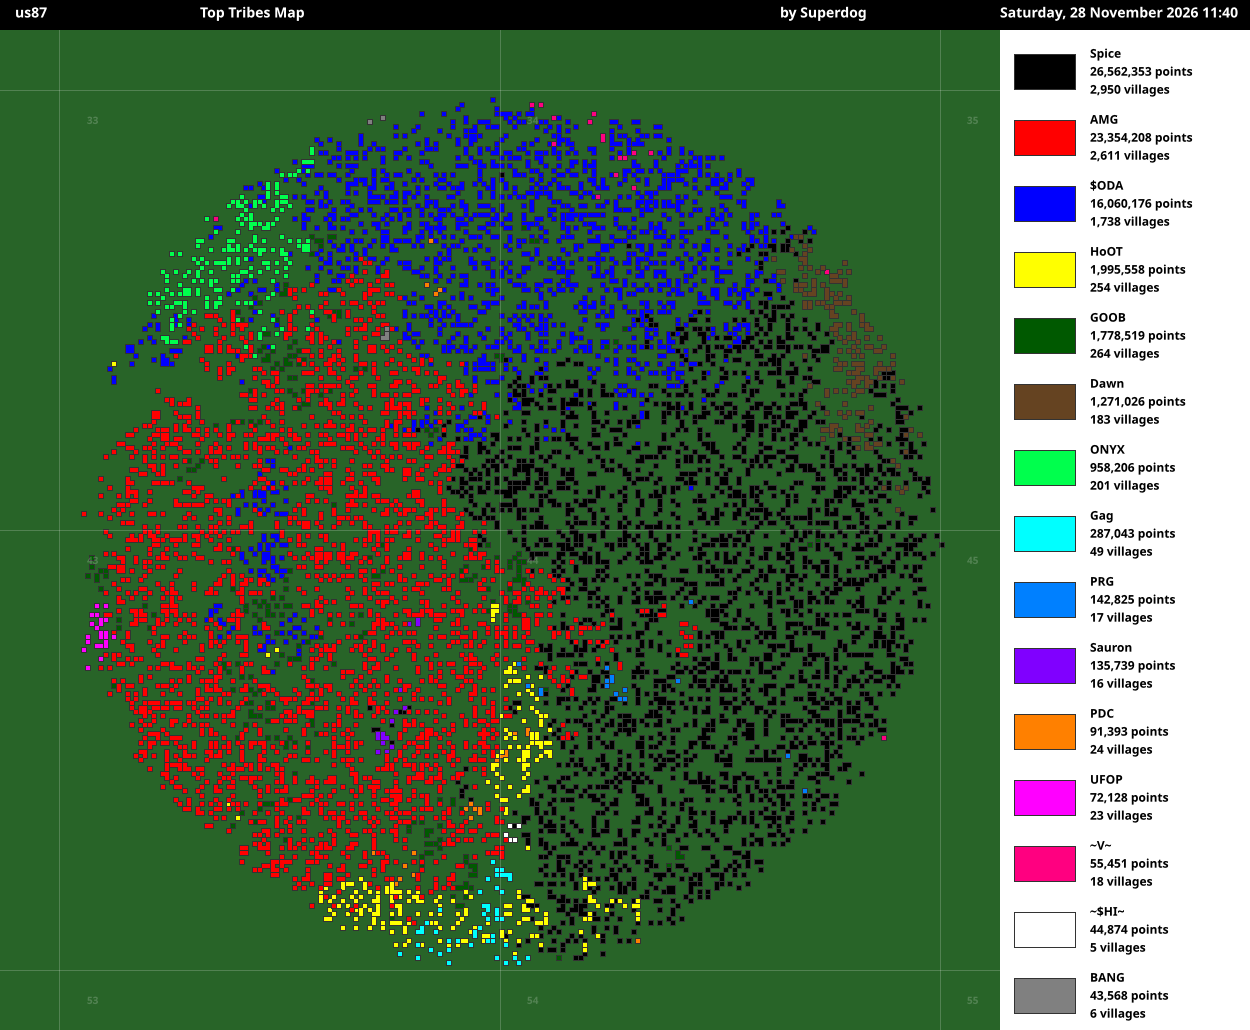 us87 Top Tribes Map by Superdog Saturday, 28 November 2026 11:40
33 34 35
43 44 45
53 54 55
Spice
26,562,353 points
2,950 villages
AMG
23,354,208 points
2,611 villages
$ODA
16,060,176 points
1,738 villages
HoOT
1,995,558 points
254 villages
GOOB
1,778,519 points
264 villages
Dawn
1,271,026 points
183 villages
ONYX
958,206 points
201 villages
Gag
287,043 points
49 villages
PRG
142,825 points
17 villages
Sauron
135,739 points
16 villages
PDC
91,393 points
24 villages
UFOP
72,128 points
23 villages
~V~
55,451 points
18 villages
~$HI~
44,874 points
5 villages
BANG
43,568 points
6 villages